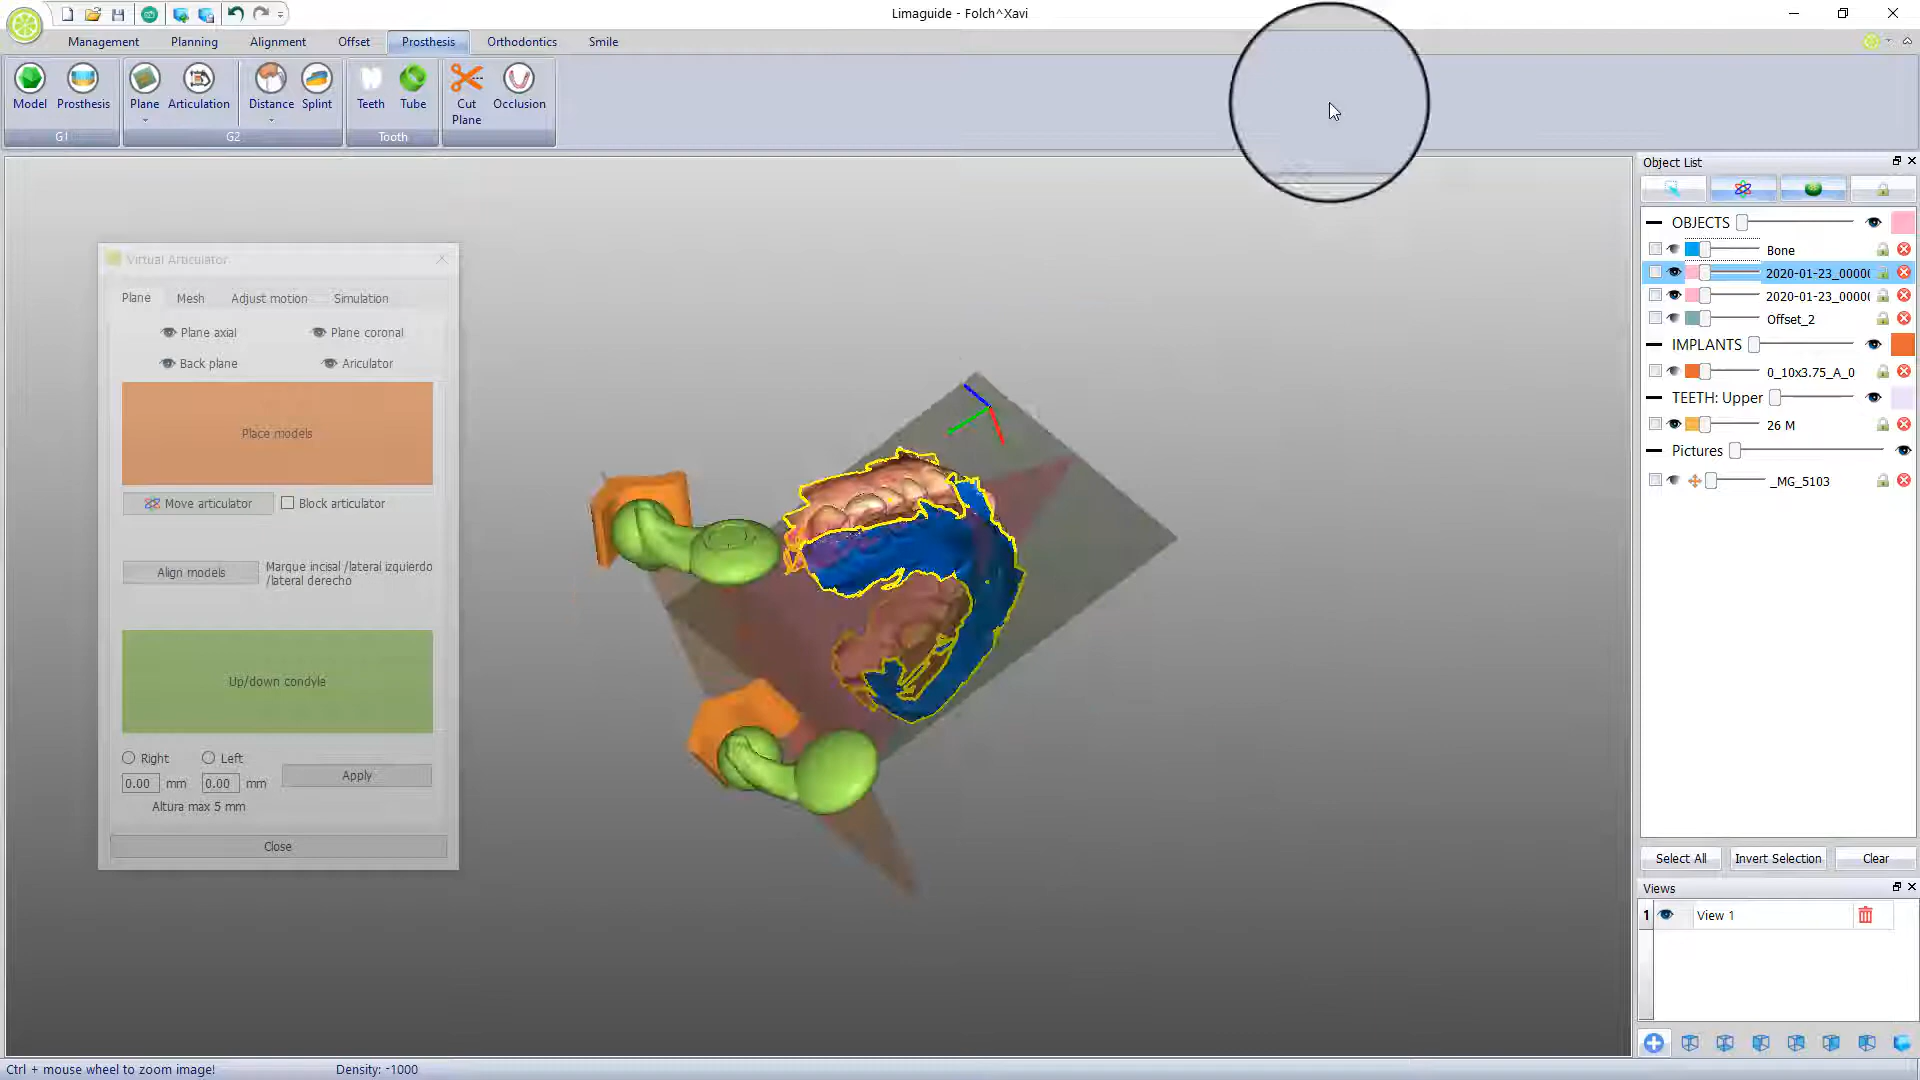 Limaguide - Folch^Xavi
Management Planning Alignment Offset Prosthesis Orthodontics Smile
Model Prosthesis Plane Articulation Distance Splint Teeth Tube Cut Plane Occlusion
G1 G2 Tooth
Object List
OBJECTS
Bone
2020-01-23_0000(
2020-01-23_0000(
Offset_2
IMPLANTS
0_10x3.75_A_0
TEETH: Upper
26 M
Pictures
_MG_5103
Select All Invert Selection Clear
Views
1 View 1
Virtual Articulator
Plane Mesh Adjust motion Simulation
Plane axial Plane coronal
Back plane Ariculator
Place models
Move articulator Block articulator
Align models Marque incisal /lateral izquierdo
/lateral derecho
Up/down condyle
Right Left
0.00 mm 0.00 mm Apply
Altura max 5 mm
Close
Ctrl + mouse wheel to zoom image! Density: -1000